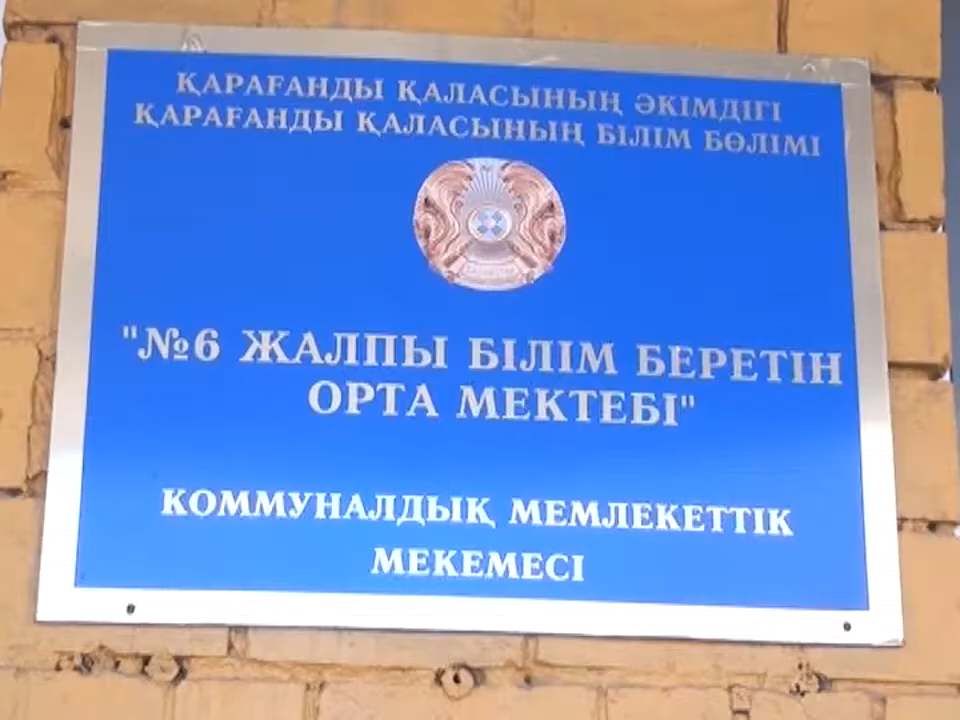 ҚАРАҒАНДЫ ҚАЛАСЫНЫҢ ӘКІМДІГІ
ҚАРАҒАНДЫ ҚАЛАСЫНЫҢ БІЛІМ БӨЛІМІ
"№6 ЖАЛПЫ БІЛІМ БЕРЕТІН
ОРТА МЕКТЕБІ"
КОММУНАЛДЫҚ МЕМЛЕКЕТТІК
МЕКЕМЕСІ